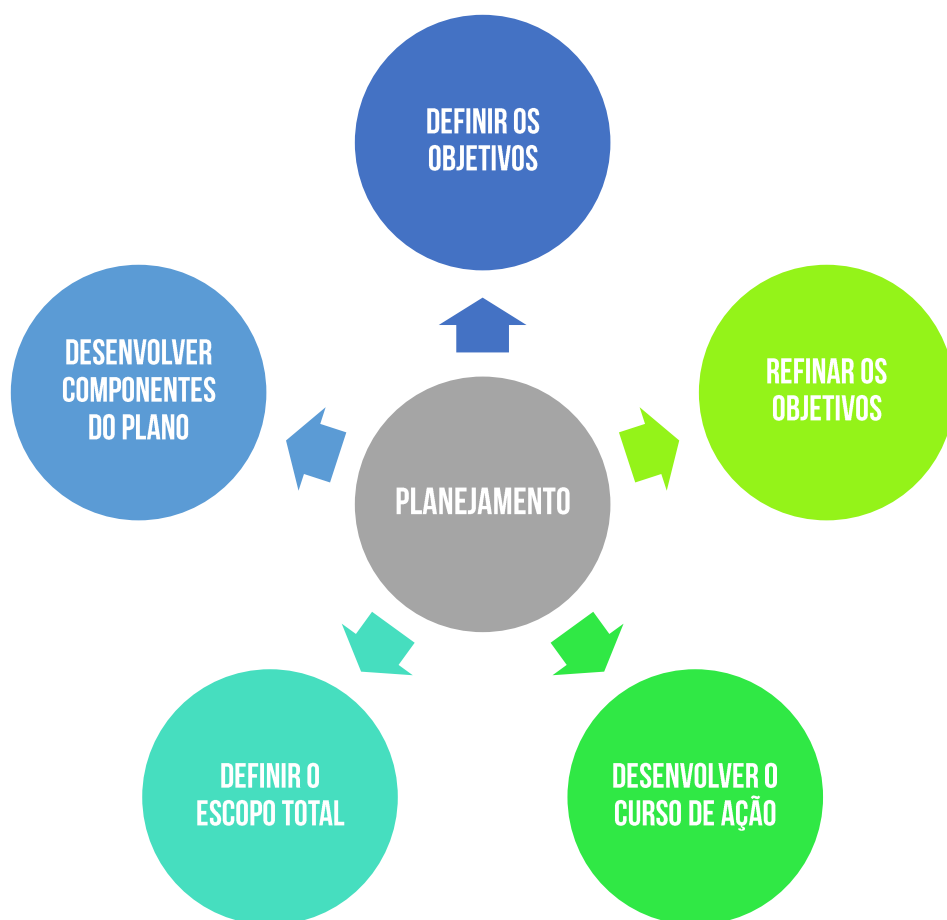 DEFINIR OS
OBJETIVOS
DESENVOLVER
COMPONENTES
DO PLANO
REFINAR OS
OBJETIVOS
PLANEJAMENTO
DEFINIR O
ESCOPO TOTAL
DESENVOLVER O
CURSO DE AÇÃO